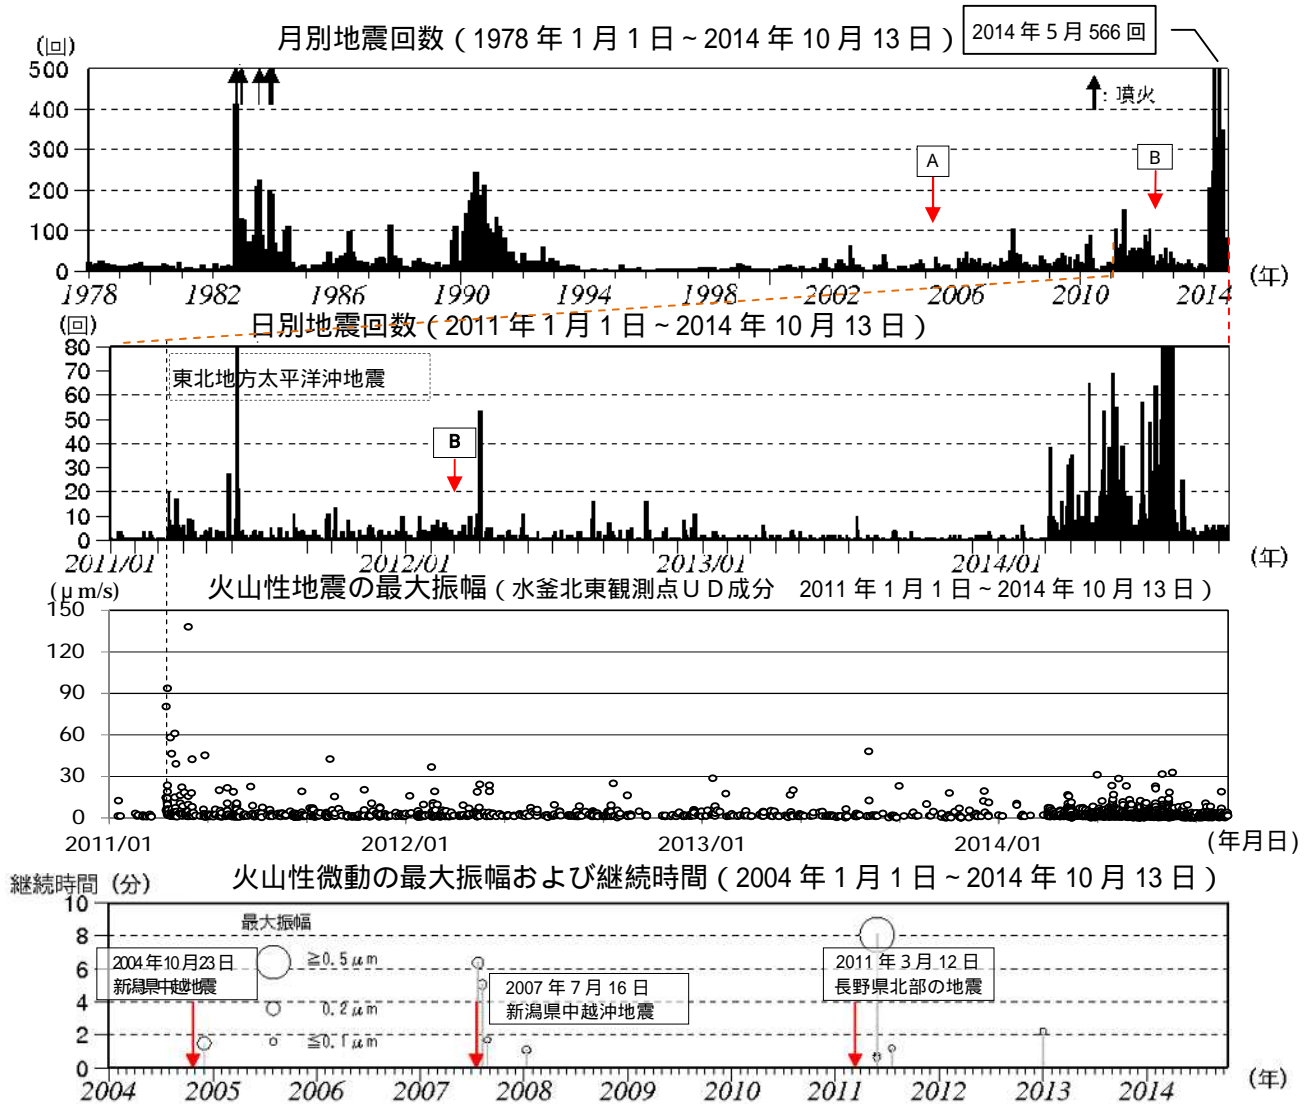 月別地震回数（1978 年 1 月 1 日～2014 年 10 月 13 日）
2014 年 5 月 566 回
(回)
500
400
300
200
100
0
↑：噴火
A
B
1978 1982 1986 1990 1994 1998 2002 2006 2010 2014
(年)
(回)
日別地震回数（2011 年 1 月 1 日～2014 年 10 月 13 日）
80
70
60
50
40
30
20
10
0
東北地方太平洋沖地震
B
2011/01 2012/01 2013/01 2014/01
(年)
(μm/s)
火山性地震の最大振幅（水釜北東観測点ＵＤ成分　2011 年 1 月 1 日～2014 年 10 月 13 日）
150
120
90
60
30
0
2011/01 2012/01 2013/01 2014/01
(年月日)
継続時間 (分)
火山性微動の最大振幅および継続時間（2004 年 1 月 1 日～2014 年 10 月 13 日）
10
8
6
4
2
0
最大振幅
≧0.5μm
0.2μm
≦0.1μm
2004年10月23日
新潟県中越地震
2007 年 7 月 16 日
新潟県中越沖地震
2011 年 3 月 12 日
長野県北部の地震
2004 2005 2006 2007 2008 2009 2010 2011 2012 2013 2014
(年)